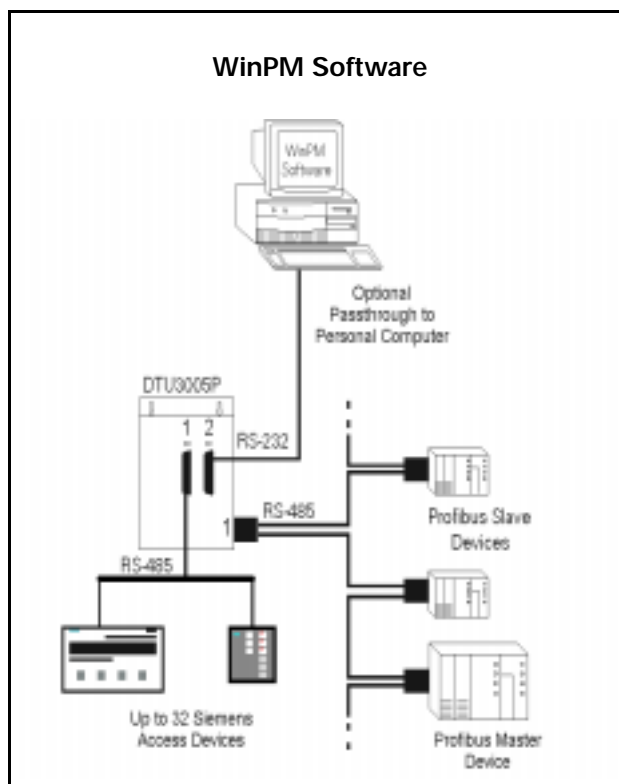 WinPM Software
WinPM
Software
Optional
Passthrough to
Personal Computer
DTU3005P
1 2
RS-232
RS-485
1
Profibus Slave
Devices
RS-485
Up to 32 Siemens
Access Devices
Profibus Master
Device